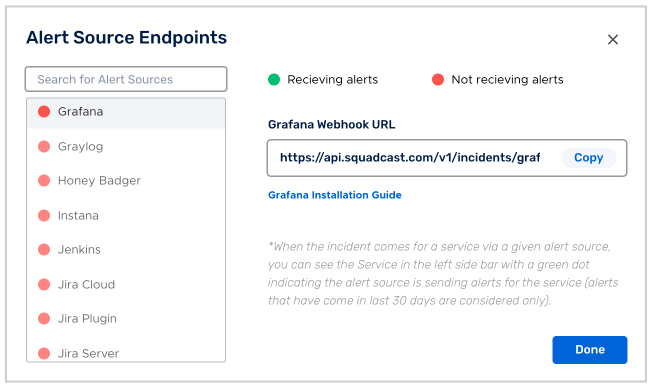 Alert Source Endpoints
Search for Alert Sources
Grafana
Graylog
Honey Badger
Instana
Jenkins
Jira Cloud
Jira Plugin
Jira Server
Recieving alerts
Not recieving alerts
Grafana Webhook URL
https://api.squadcast.com/v1/incidents/graf
Copy
Grafana Installation Guide
*When the incident comes for a service via a given alert source,
you can see the Service in the left side bar with a green dot
indicating the alert source is sending alerts for the service (alerts
that have come in last 30 days are considered only).
Done